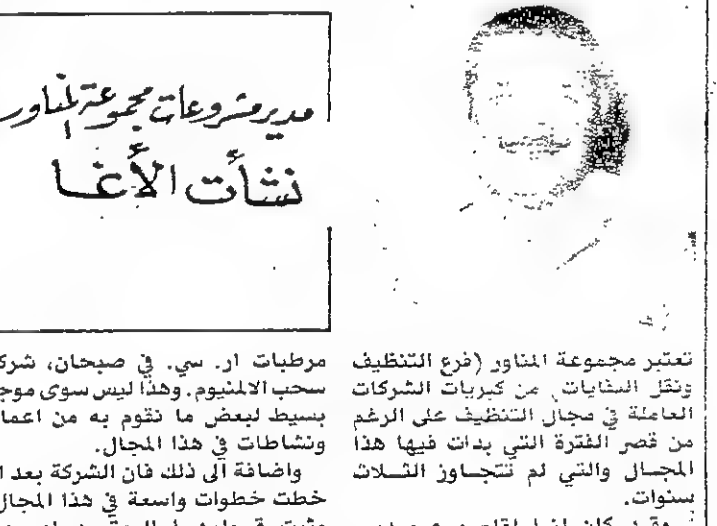 مدير مشروعات مجموعة المناور
نشأت الأغا
تعتبر مجموعة المناور (فرع التنظيف
ونقل النفايات) من كبريات الشركات
العاملة في مجال التنظيف على الرغم
من قصر الفترة التي بدات فيها هذا
المجال والتي لم تتجاوز الثلاث
سنوات.
مرطبات ار. سي. في صبحان، شركة
سحب الالمنيوم. وهذا ليس سوى موجز
بسيط لبعض ما نقوم به من اعمال
ونشاطات في هذا المجال.
واضافة الى ذلك فان الشركة بعد ا
خطت خطوات واسعة في هذا المجال